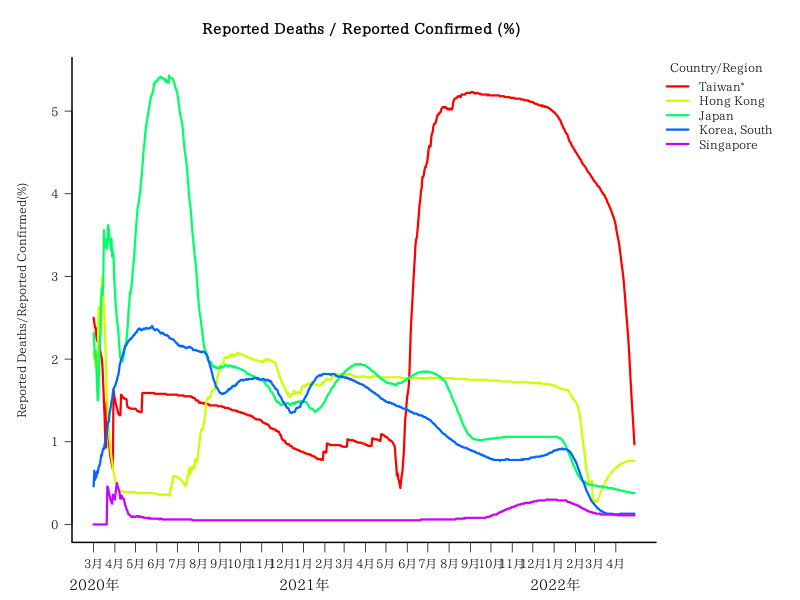 Reported Deaths / Reported Confirmed (%)
Country/Region
Taiwan*
Hong Kong
Japan
Korea, South
Singapore
Reported Deaths/Reported Confirmed(%)
5
4
3
2
1
0
3月 4月 5月 6月 7月 8月 9月 10月 11月 12月 1月 2月 3月 4月 5月 6月 7月 8月 9月 10月 11月 12月 1月 2月 3月 4月
2020年 2021年 2022年